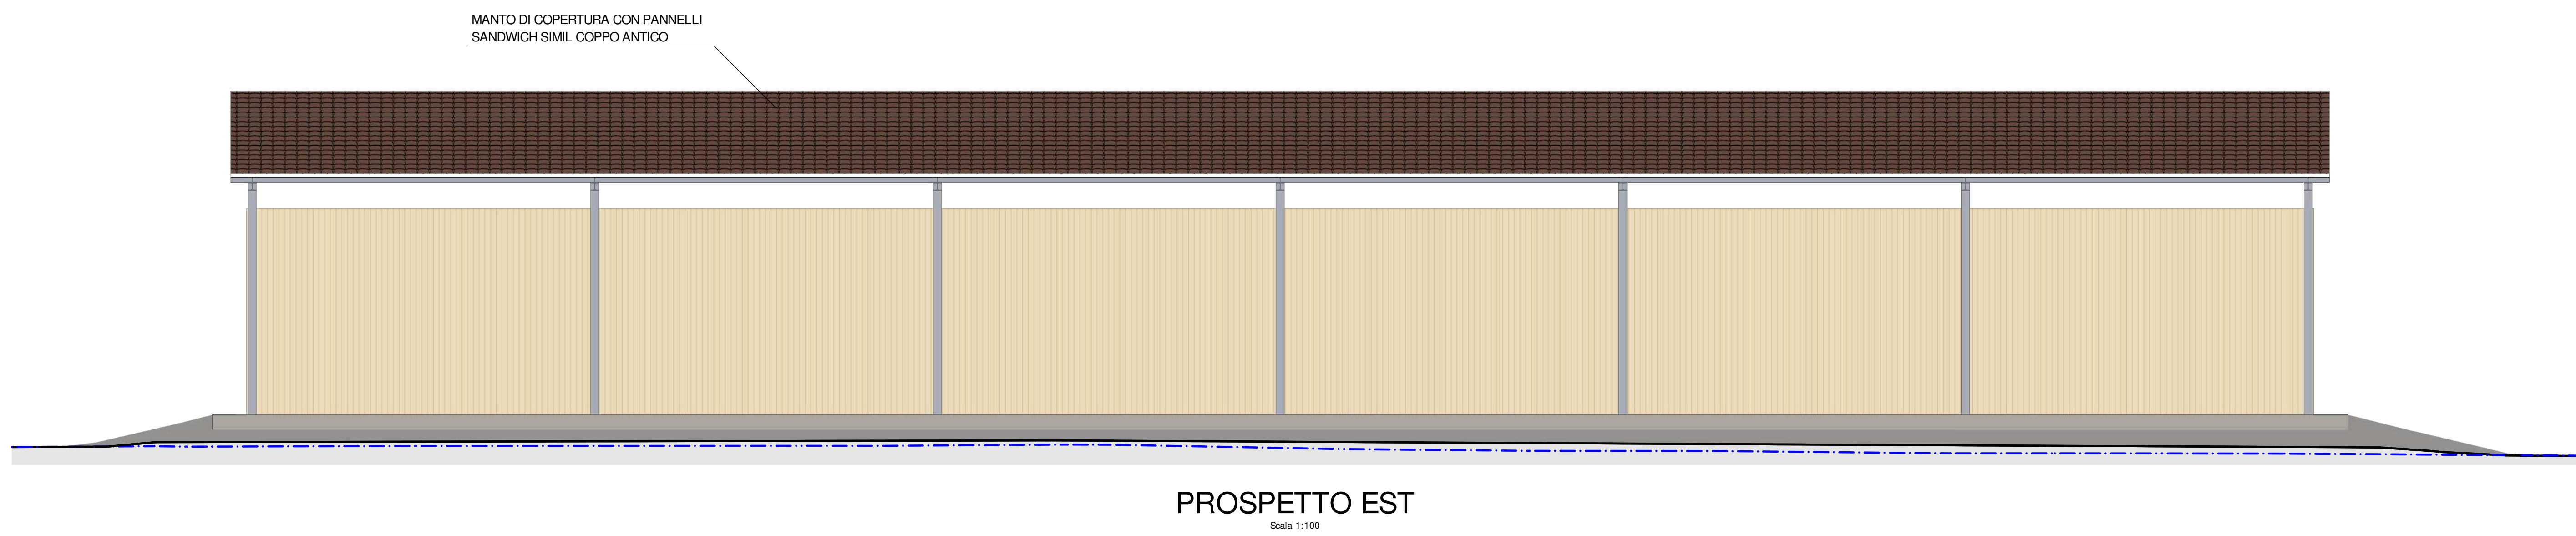 MANTO DI COPERTURA CON PANNELLI
SANDWICH SIMIL COPPO ANTICO
PROSPETTO EST
Scala 1:100